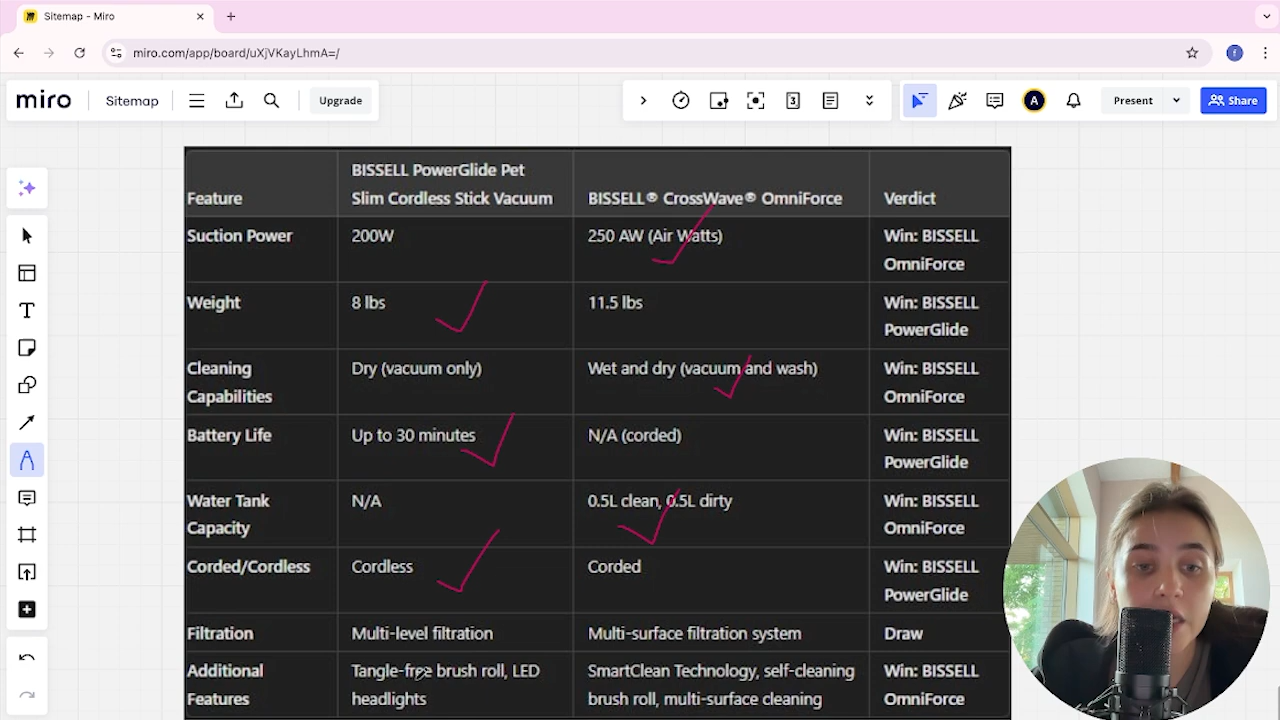 Sitemap - Miro
miro.com/app/board/uXjVKayLhmA=/
f
miro
Sitemap
Upgrade
3
A
Present
Share
Feature
BISSELL PowerGlide Pet
Slim Cordless Stick Vacuum
BISSELL® CrossWave® OmniForce
Verdict
Suction Power
200W
250 AW (Air Watts)
Win: BISSELL
OmniForce
Weight
8 lbs
11.5 lbs
Win: BISSELL
PowerGlide
Cleaning
Capabilities
Dry (vacuum only)
Wet and dry (vacuum and wash)
Win: BISSELL
OmniForce
Battery Life
Up to 30 minutes
N/A (corded)
Win: BISSELL
PowerGlide
Water Tank
Capacity
N/A
0.5L clean, 0.5L dirty
Win: BISSELL
OmniForce
Corded/Cordless
Cordless
Corded
Win: BISSELL
PowerGlide
Filtration
Multi-level filtration
Multi-surface filtration system
Draw
Additional
Features
Tangle-free brush roll, LED
headlights
SmartClean Technology, self-cleaning
brush roll, multi-surface cleaning
Win: BISSELL
OmniForce